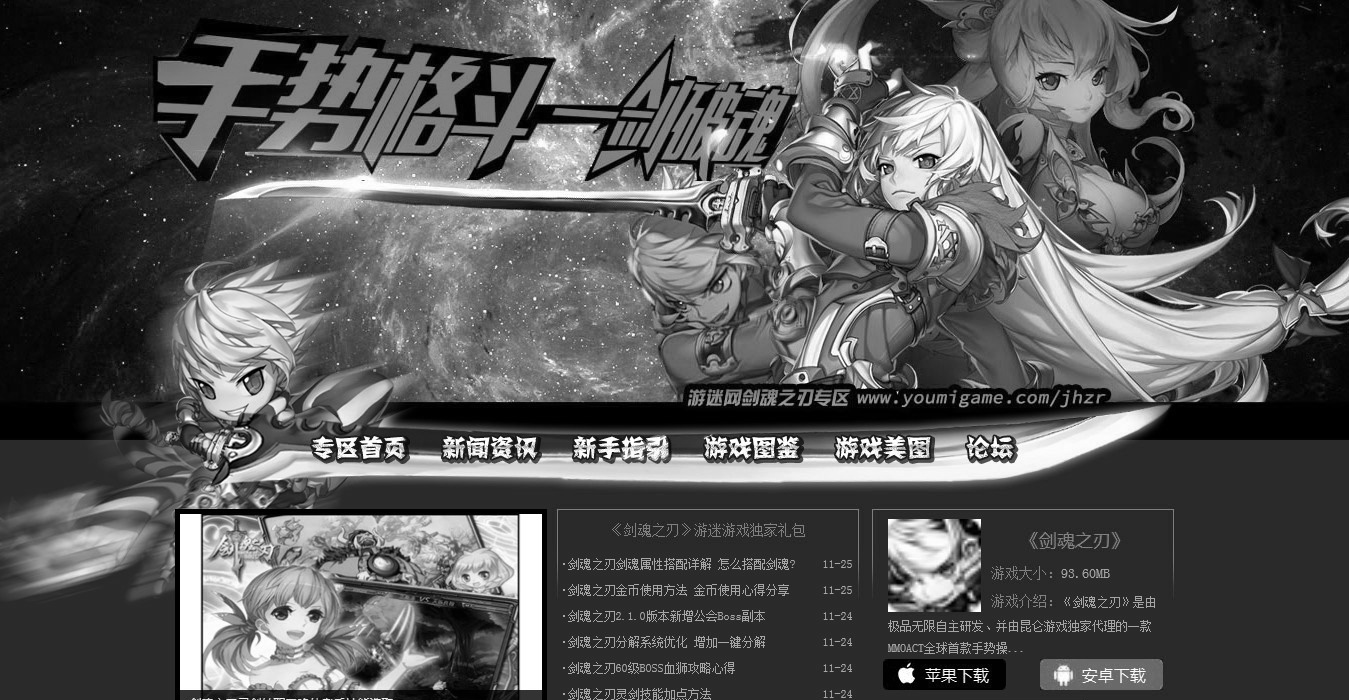 手势格斗一剑破魂
游迷网剑魂之刃专区 www.youmigame.com/jhzr
专区首页 新闻资讯 新手指引 游戏图鉴 游戏美图 论坛
剑魂之刃
《剑魂之刃》游迷游戏独家礼包
·剑魂之刃剑魂属性搭配详解 怎么搭配剑魂? 11-25
·剑魂之刃金币使用方法 金币使用心得分享 11-25
·剑魂之刃2.1.0版本新增公会Boss副本 11-24
·剑魂之刃分解系统优化 增加一键分解 11-24
·剑魂之刃60级BOSS血狮攻略心得 11-24
·剑魂之刃灵剑技能加点方法 11-24
《剑魂之刃》
游戏大小: 93.60MB
游戏介绍:《剑魂之刃》是由
极品无限自主研发、并由昆仑游戏独家代理的一款
MMOACT全球首款手势操...
苹果下载 安卓下载